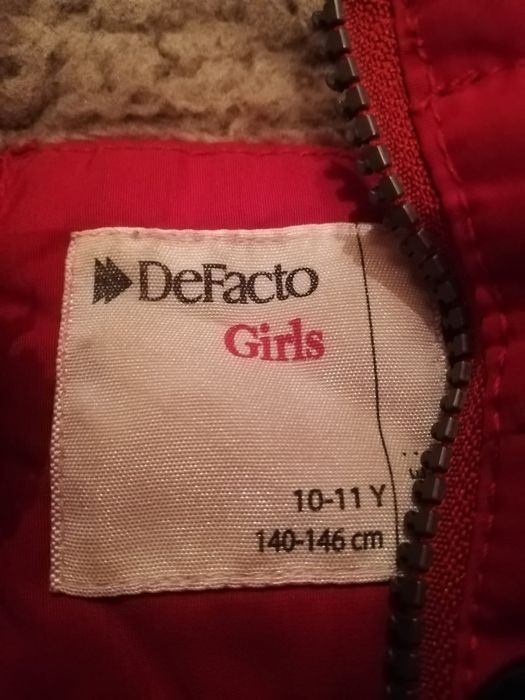 DeFacto
Girls
10-11 Y
140-146 cm